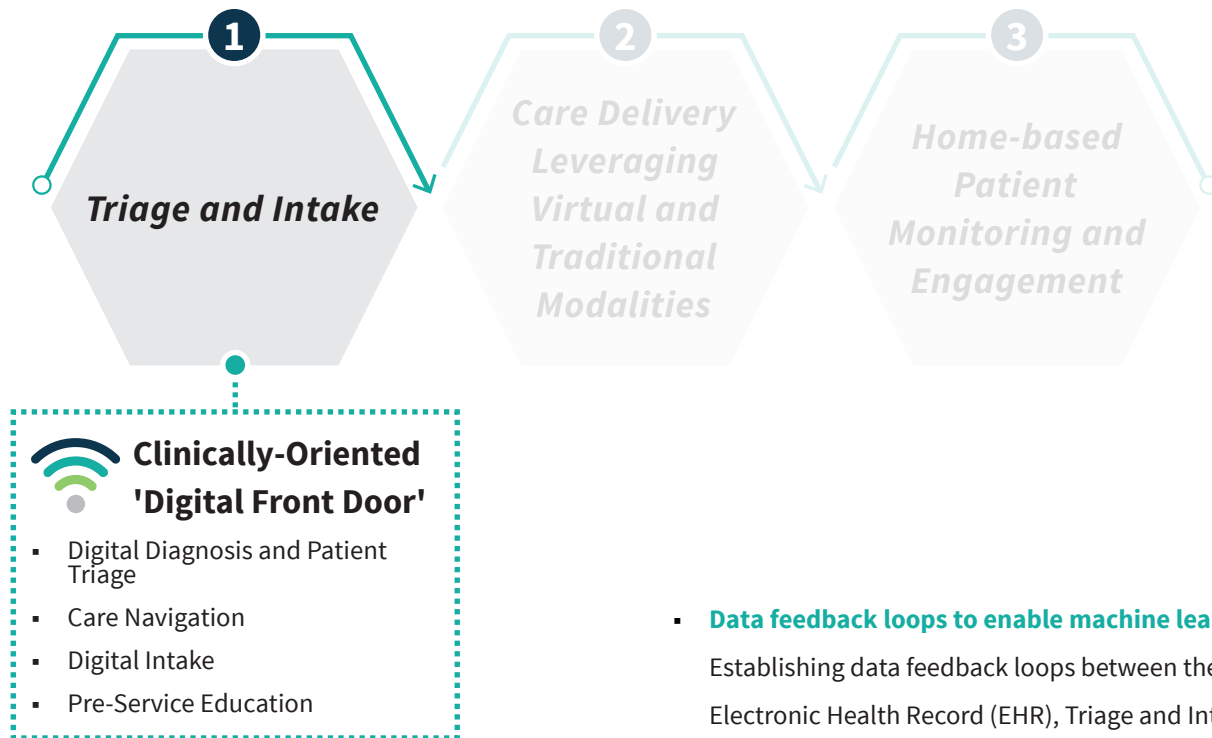 1
Triage and Intake
2
Care Delivery
Leveraging
Virtual and
Traditional
Modalities
3
Home-based
Patient
Monitoring and
Engagement
Clinically-Oriented
'Digital Front Door'
▪ Digital Diagnosis and Patient
Triage
▪ Care Navigation
▪ Digital Intake
▪ Pre-Service Education
▪ Data feedback loops to enable machine lea
Establishing data feedback loops between the
Electronic Health Record (EHR), Triage and Int